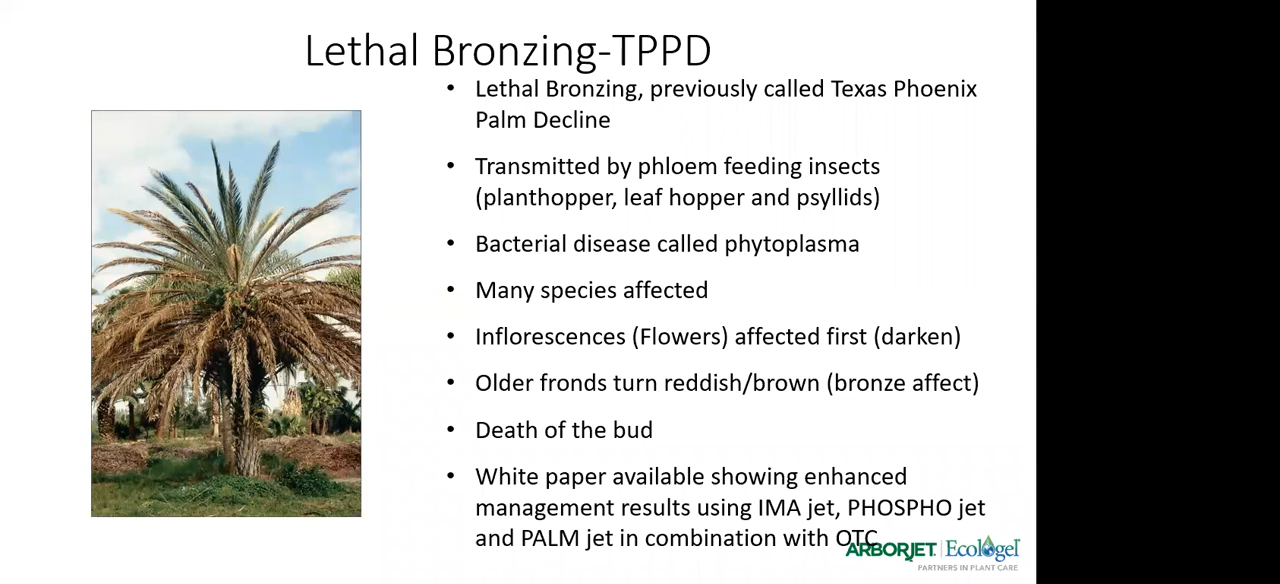 Lethal Bronzing-TPPD
• Lethal Bronzing, previously called Texas Phoenix
Palm Decline
• Transmitted by phloem feeding insects
(planthopper, leaf hopper and psyllids)
• Bacterial disease called phytoplasma
• Many species affected
• Inflorescences (Flowers) affected first (darken)
• Older fronds turn reddish/brown (bronze affect)
• Death of the bud
• White paper available showing enhanced
management results using IMA jet, PHOSPHO jet
and PALM jet in combination with OTC
ARBORJET | Ecologel
PARTNERS IN PLANT CARE